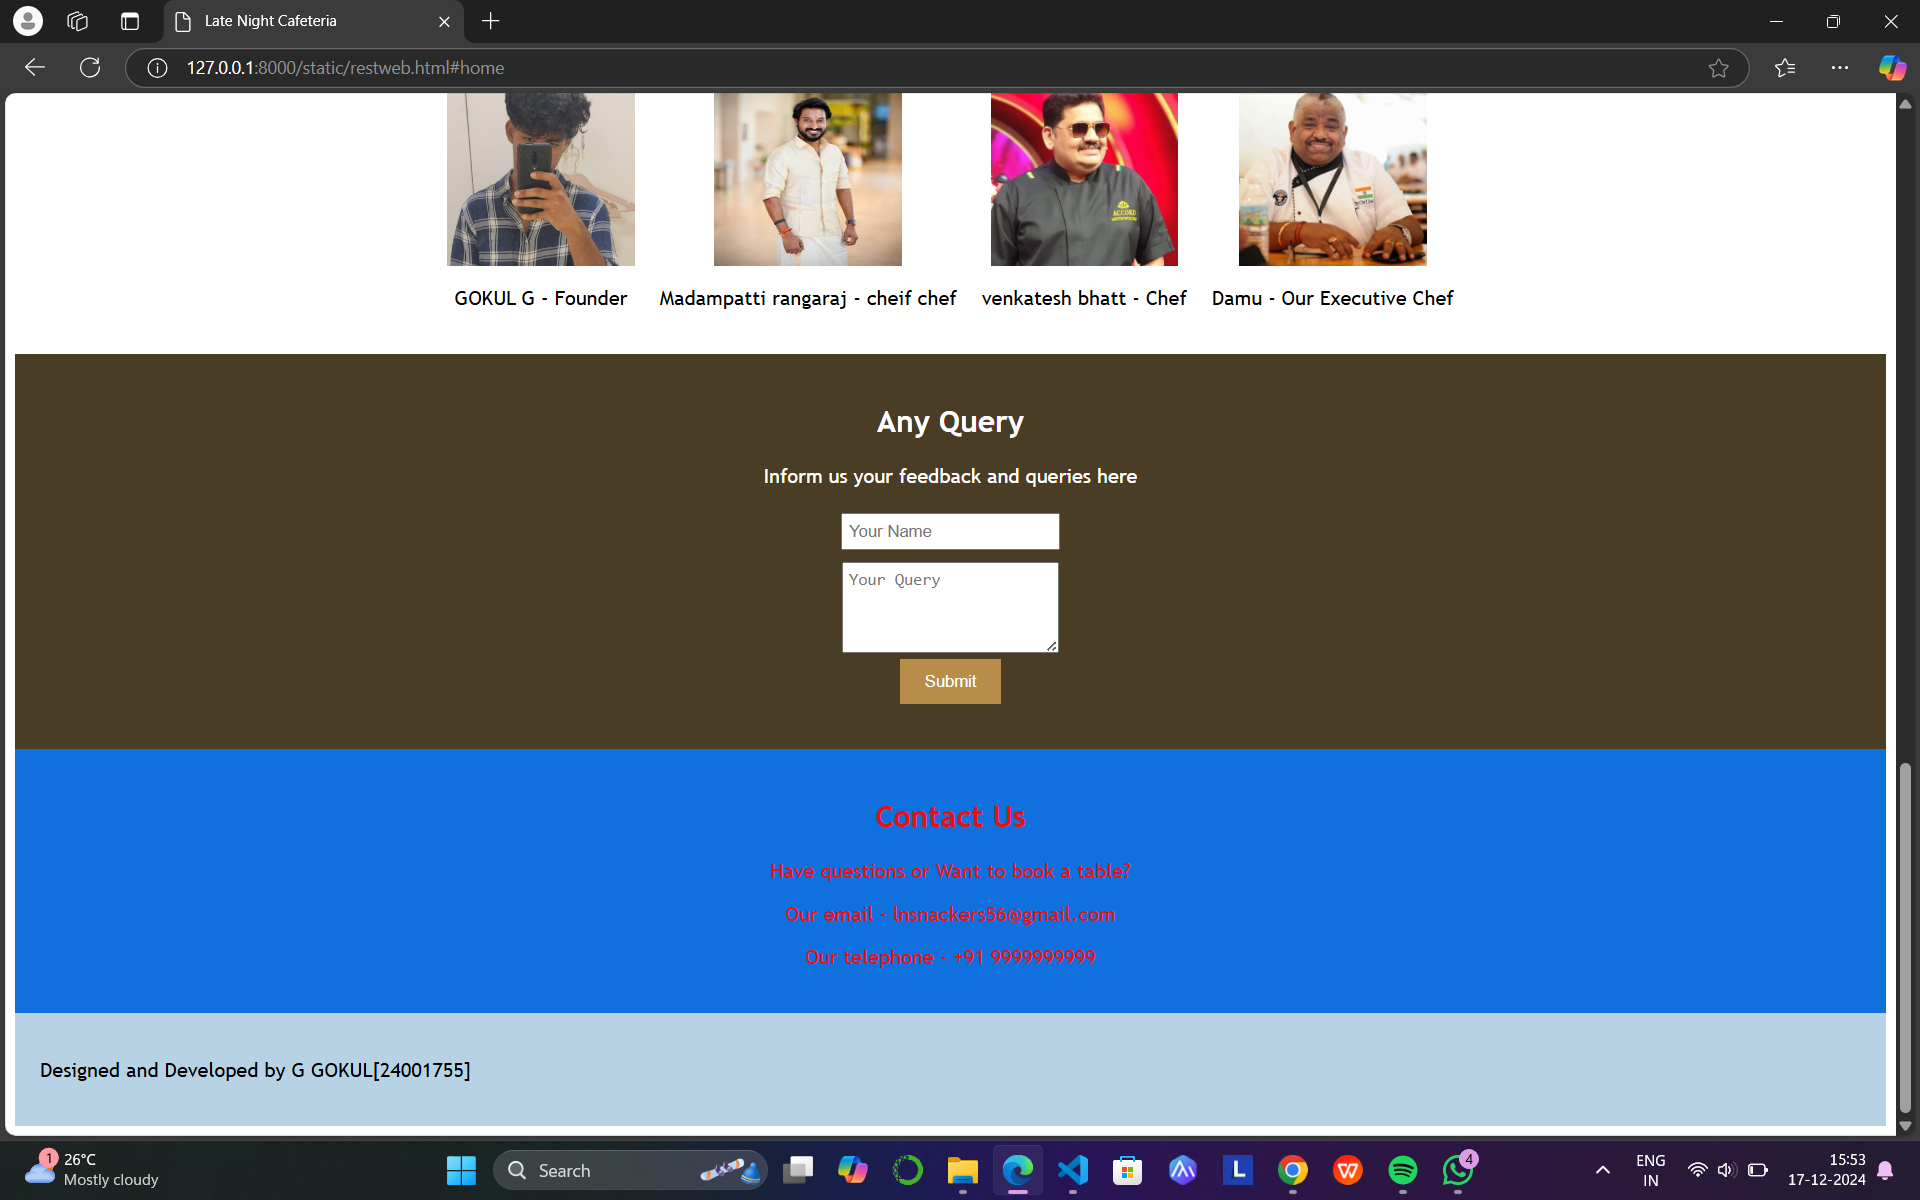 Late Night Cafeteria
127.0.0.1:8000/static/restweb.html#home
ACCORD
GOKUL G - Founder
Madampatti rangaraj - cheif chef
venkatesh bhatt - Chef
Damu - Our Executive Chef
Any Query
Inform us your feedback and queries here
Your Name
Your Query
Submit
Contact Us
Have questions or Want to book a table?
Our email - lnsnackers56@gmail.com
Our telephone - +91 9999999999
Designed and Developed by G GOKUL[24001755]
1
26°C
Mostly cloudy
Search
L
W
4
ENG
IN
15:53
17-12-2024